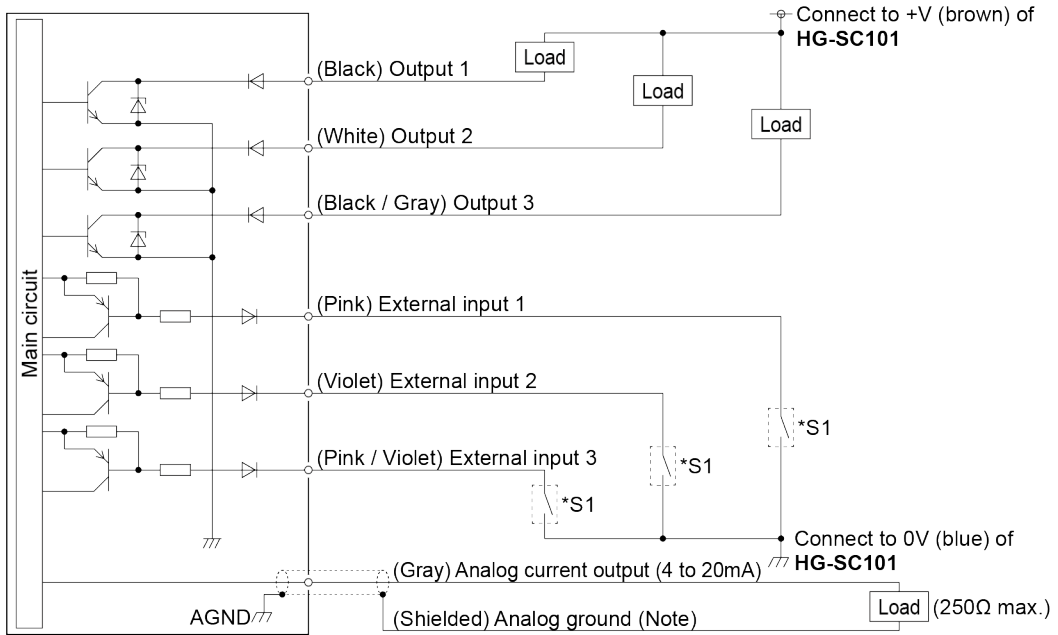 Connect to +V (brown) of
HG-SC101
Load
(Black) Output 1
Load
(White) Output 2
Load
(Black / Gray) Output 3
Main circuit
(Pink) External input 1
(Violet) External input 2
*S1
(Pink / Violet) External input 3
*S1
*S1
Connect to 0V (blue) of
HG-SC101
(Gray) Analog current output (4 to 20mA)
AGND
Load (250Ω max.)
(Shielded) Analog ground (Note)